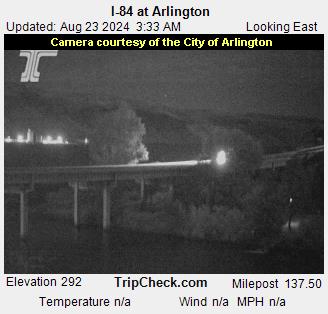 I-84 at Arlington
Updated: Aug 23 2024 3:33 AM Looking East
Camera courtesy of the City of Arlington
Elevation 292 TripCheck.com Milepost 137.50
Temperature n/a Wind n/a MPH n/a